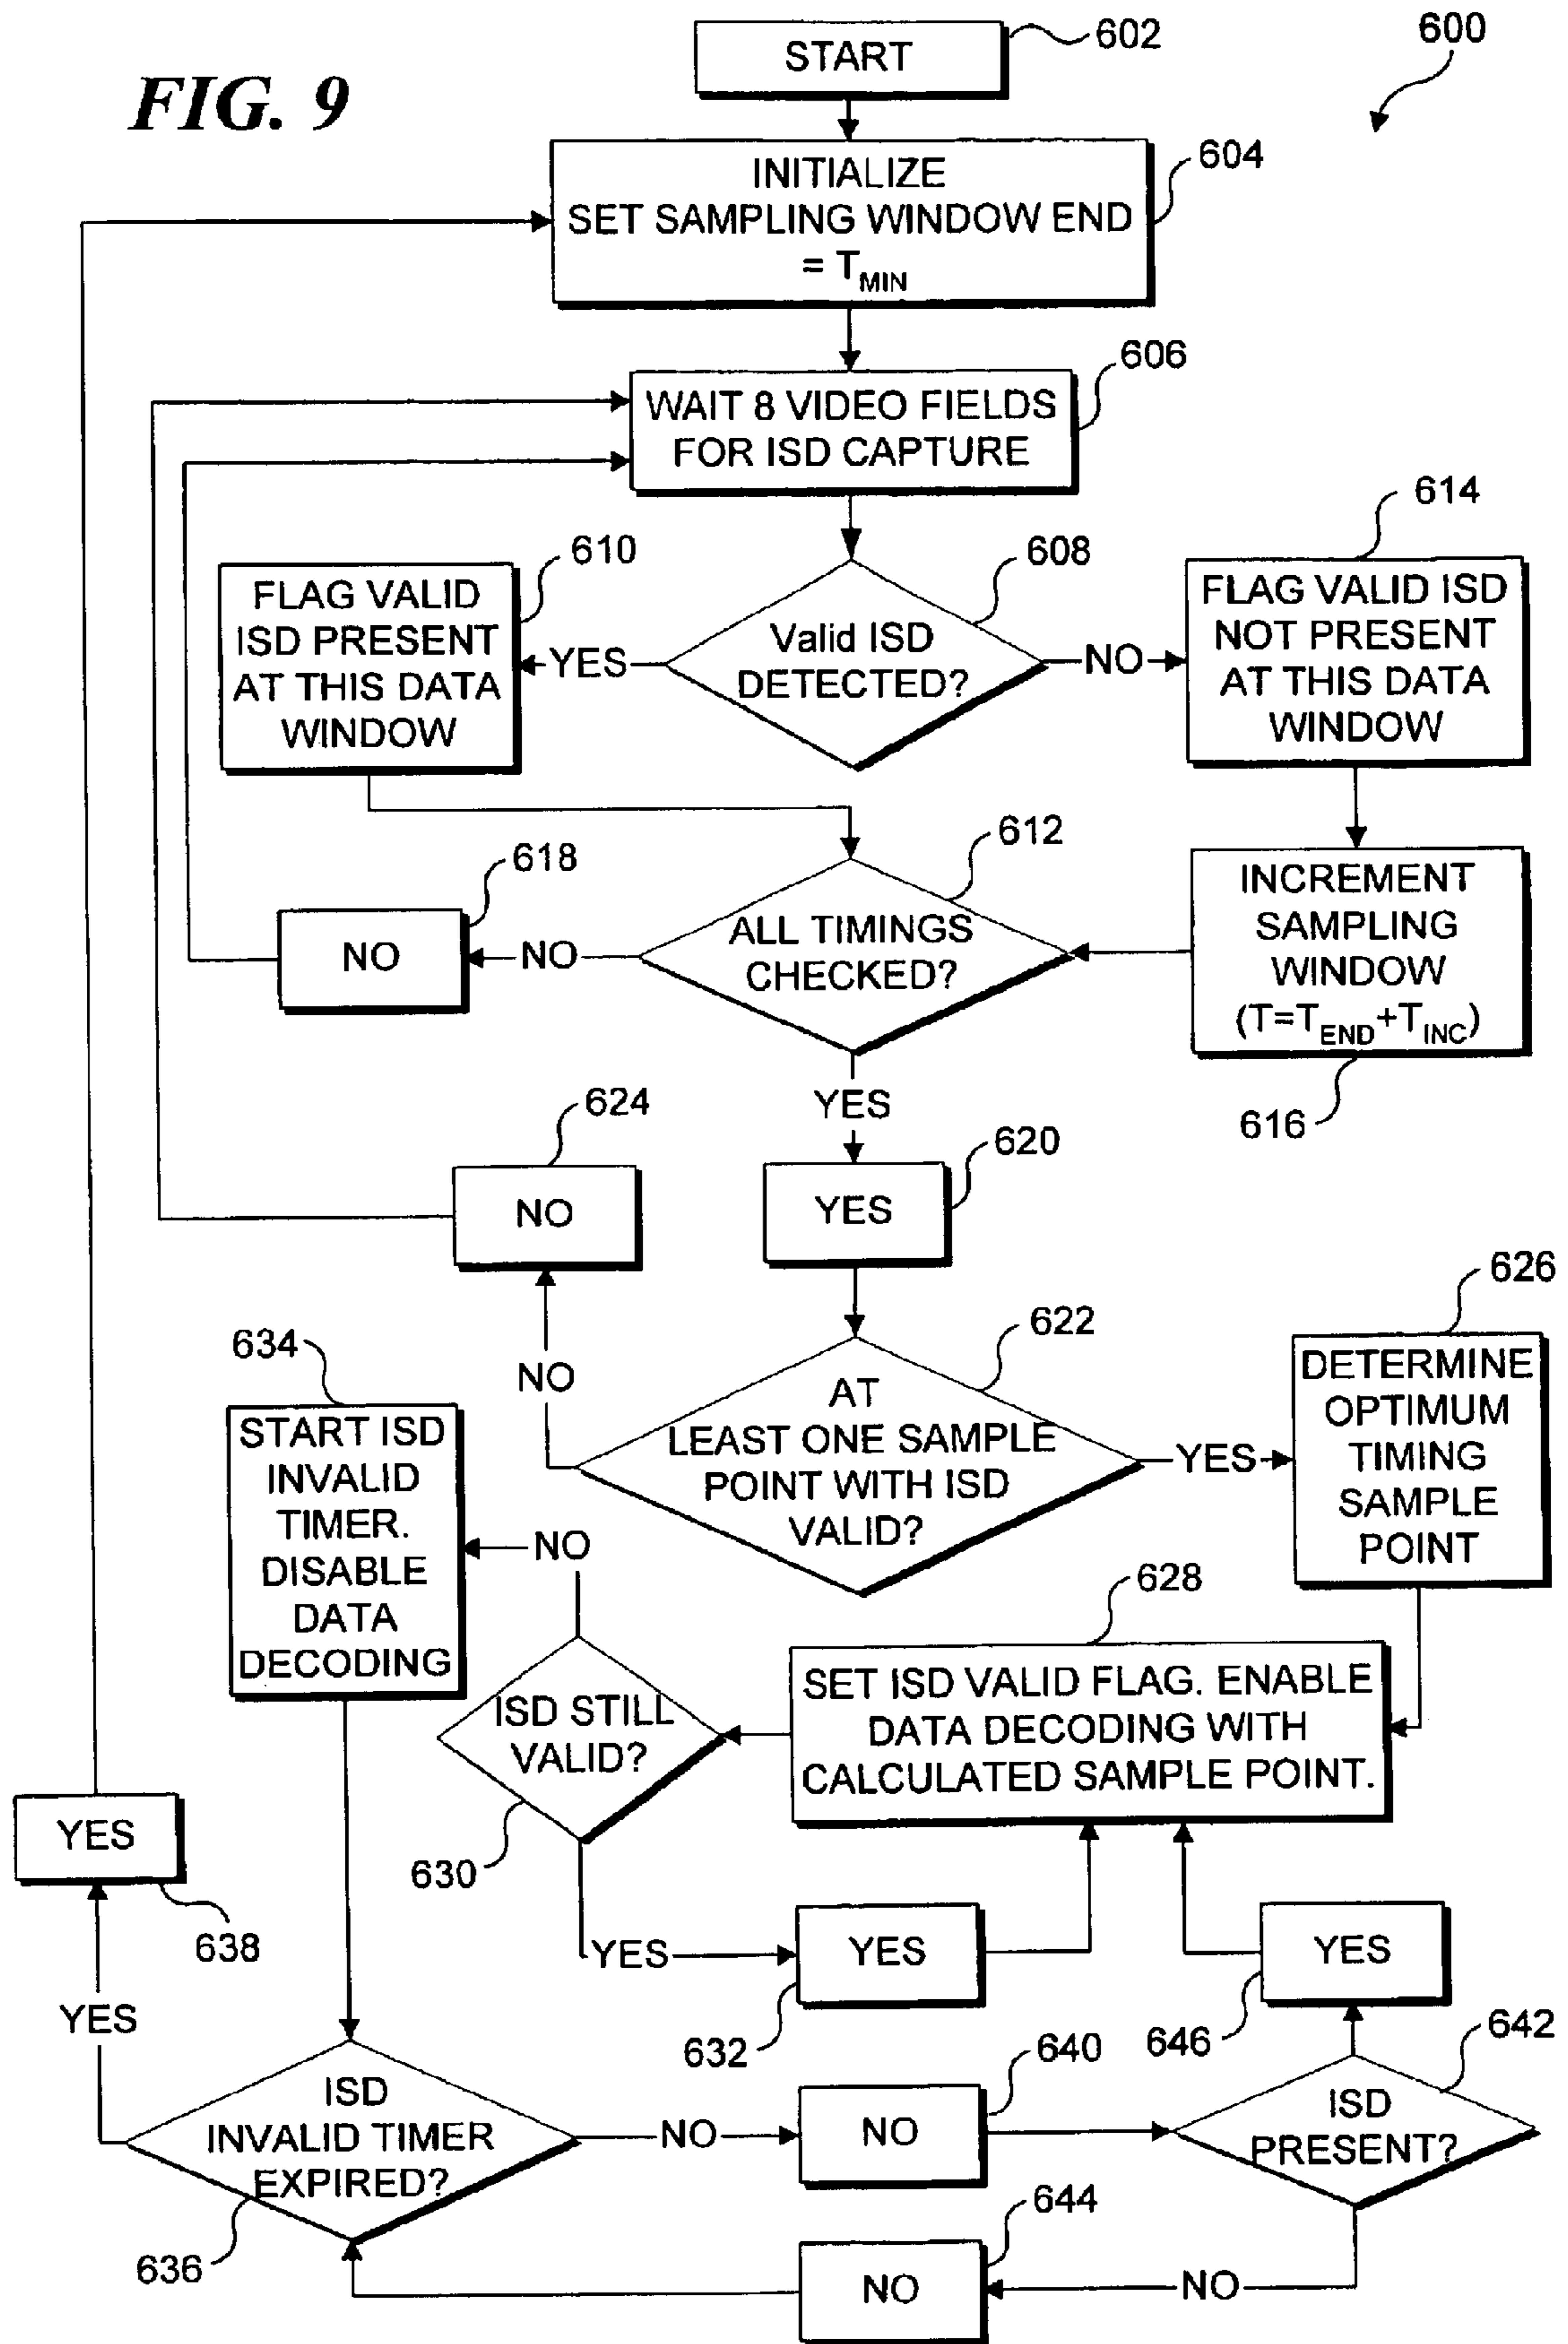 FIG. 9
600
START
602
INITIALIZE
SET SAMPLING WINDOW END
= T_MIN
604
WAIT 8 VIDEO FIELDS
FOR ISD CAPTURE
606
Valid ISD
DETECTED?
608
YES
NO
FLAG VALID
ISD PRESENT
AT THIS DATA
WINDOW
610
FLAG VALID ISD
NOT PRESENT
AT THIS DATA
WINDOW
614
ALL TIMINGS
CHECKED?
612
INCREMENT
SAMPLING
WINDOW
(T=T_END+T_INC)
616
NO
NO
618
YES
YES
620
NO
624
NO
AT
LEAST ONE SAMPLE
POINT WITH ISD
VALID?
622
YES
DETERMINE
OPTIMUM
TIMING
SAMPLE
POINT
626
START ISD
INVALID
TIMER.
DISABLE
DATA
DECODING
634
NO
ISD STILL
VALID?
630
SET ISD VALID FLAG. ENABLE
DATA DECODING WITH
CALCULATED SAMPLE POINT.
628
YES
YES
632
YES
638
YES
YES
646
ISD
INVALID TIMER
EXPIRED?
636
NO
NO
640
ISD
PRESENT?
642
NO
NO
644